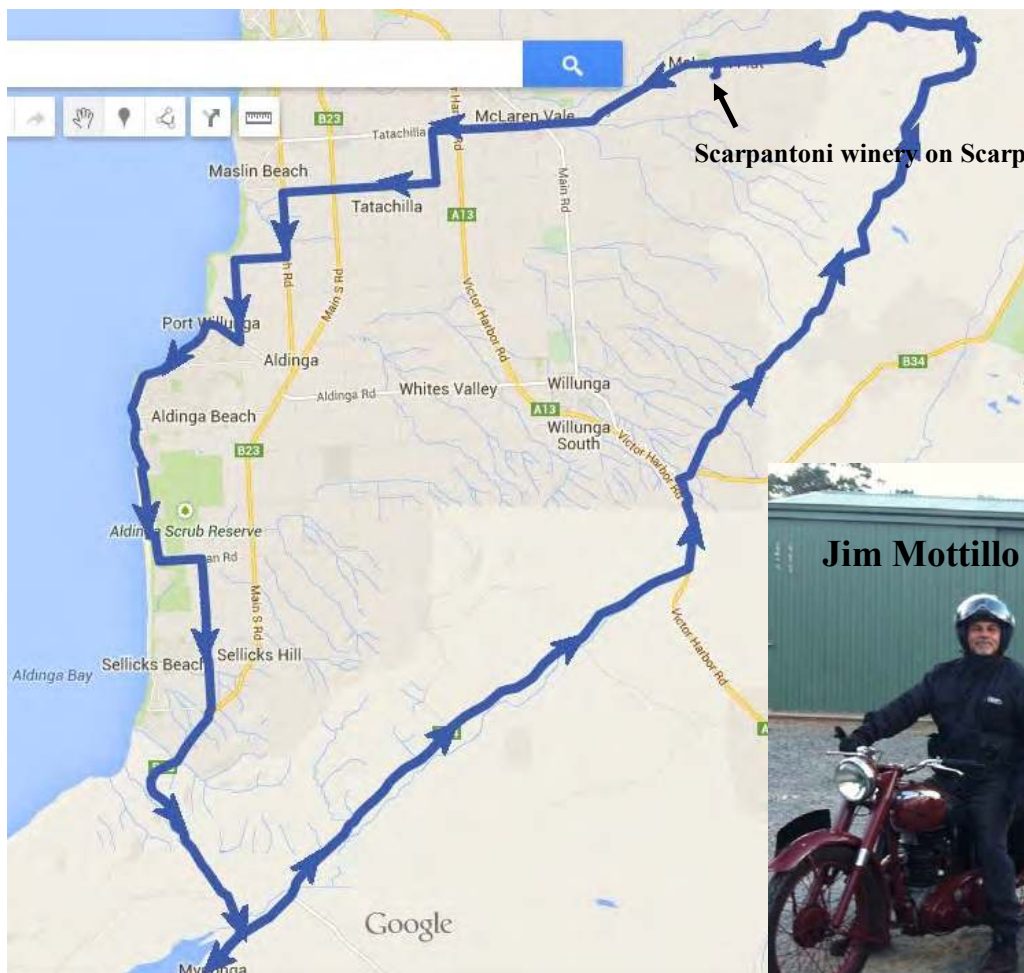 McLaren Flat
B23
McLaren Vale
Tatachilla
Maslin Beach
Scarpantoni winery on Scarp
Main Rd
Tatachilla
A13
Main S Rd
Victor Harbor Rd
Port Willunga
Aldinga
B34
Aldinga Rd
Whites Valley
Willunga
Aldinga Beach
A13
Willunga
South
Victor Harbor Rd
B23
Aldinga Scrub Reserve
Jim Mottillo
Main S Rd
Victor Harbor Rd
Sellicks Beach
Sellicks Hill
Aldinga Bay
Google